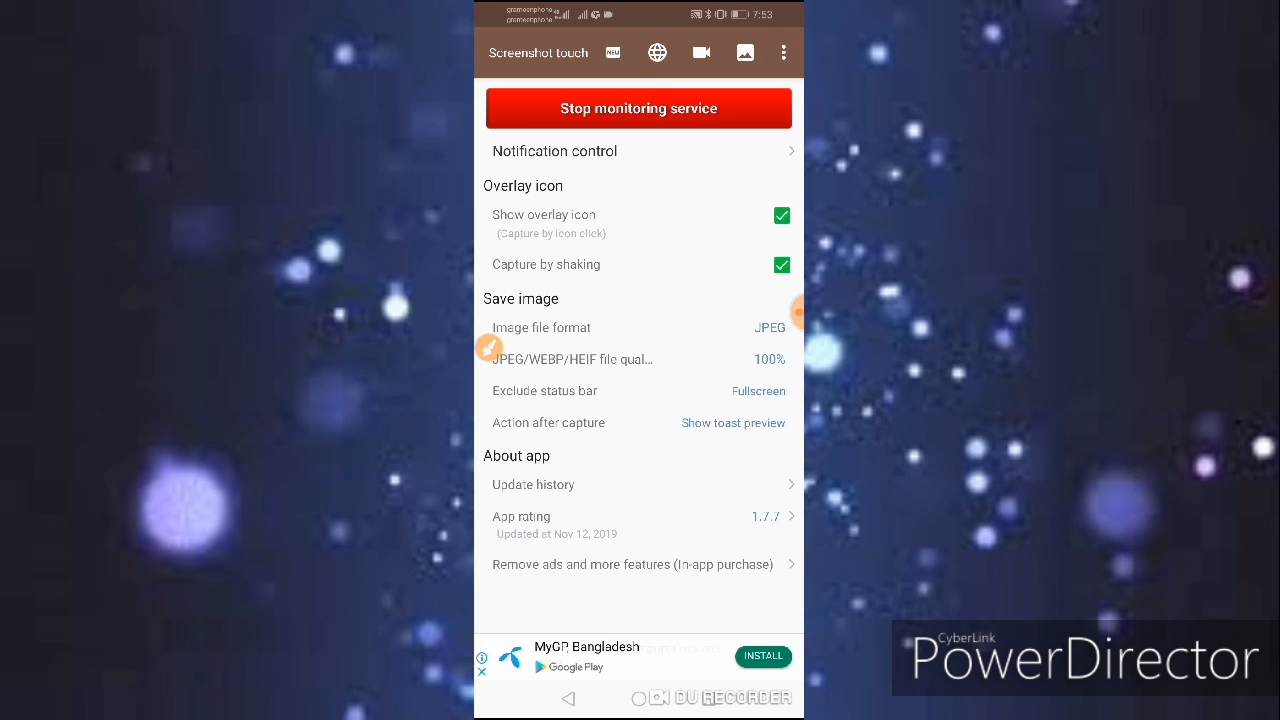 grameenphone
grameenphone
7:53
Screenshot touch NEW
Stop monitoring service
Notification control
Overlay icon
Show overlay icon
(Capture by icon click)
Capture by shaking
Save image
Image file format JPEG
JPEG/WEBP/HEIF file qual... 100%
Exclude status bar Fullscreen
Action after capture Show toast preview
About app
Update history
App rating 1.7.7
Updated at Nov 12, 2019
Remove ads and more features (In-app purchase)
MyGP, Bangladesh
Google Play
INSTALL
DU RECORDER
CyberLink
PowerDirector